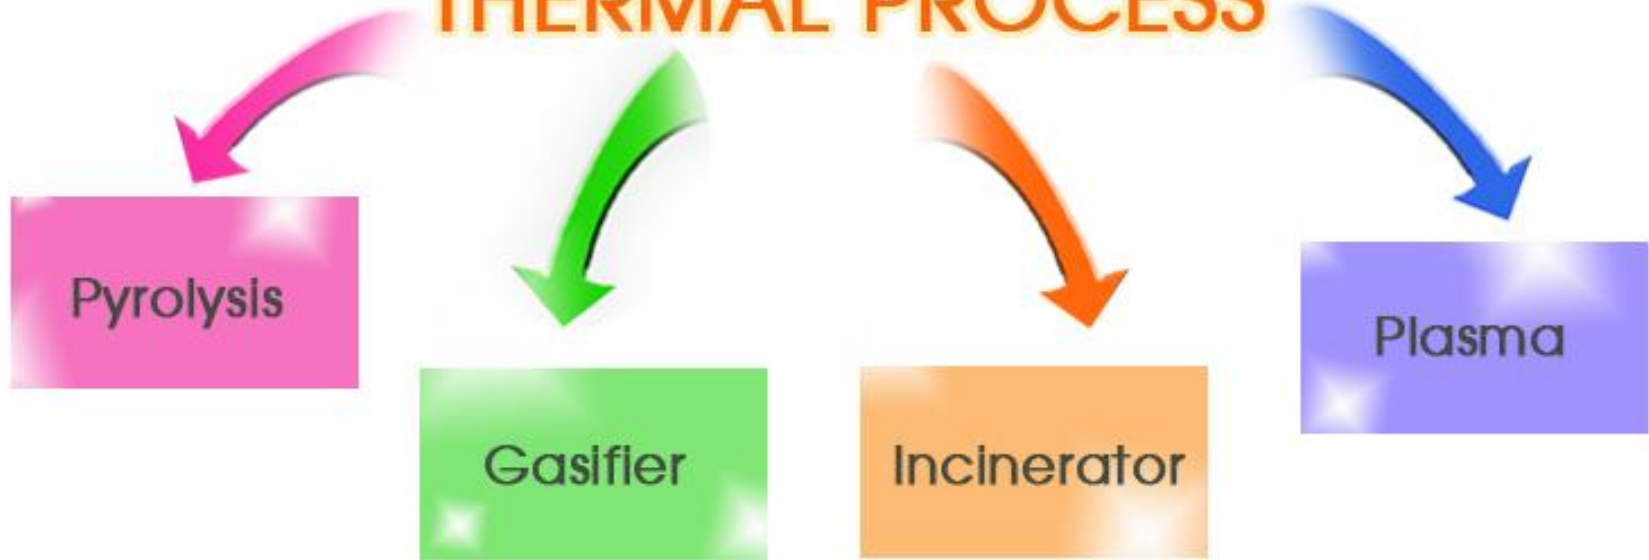 THERMAL PROCESS
Pyrolysis
Gasifier
Incinerator
Plasma